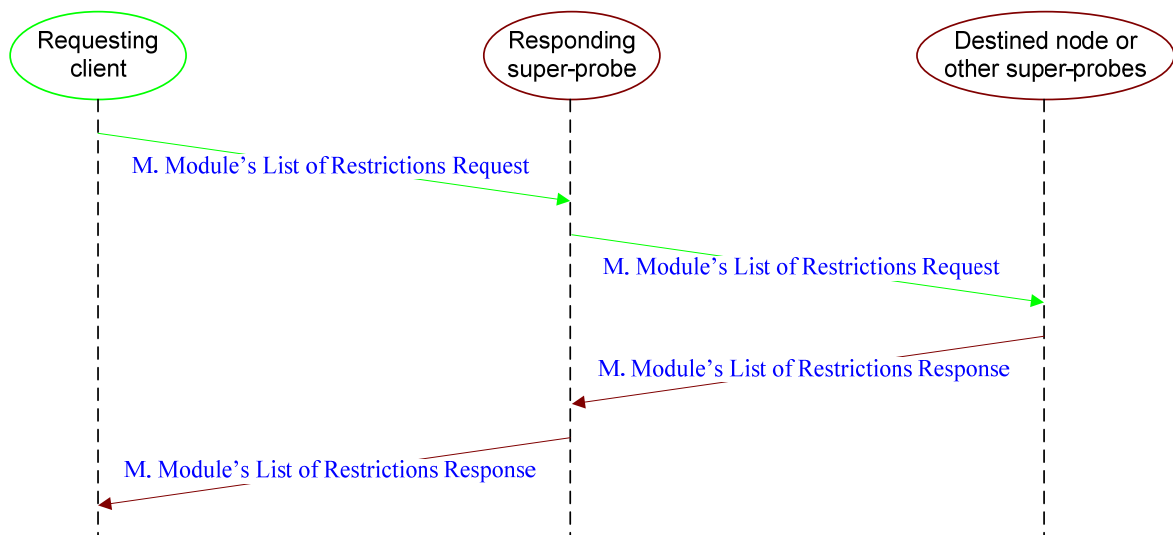 Requesting
client
Responding
super-probe
Destined node or
other super-probes
M. Module’s List of Restrictions Request
M. Module’s List of Restrictions Request
M. Module’s List of Restrictions Response
M. Module’s List of Restrictions Response